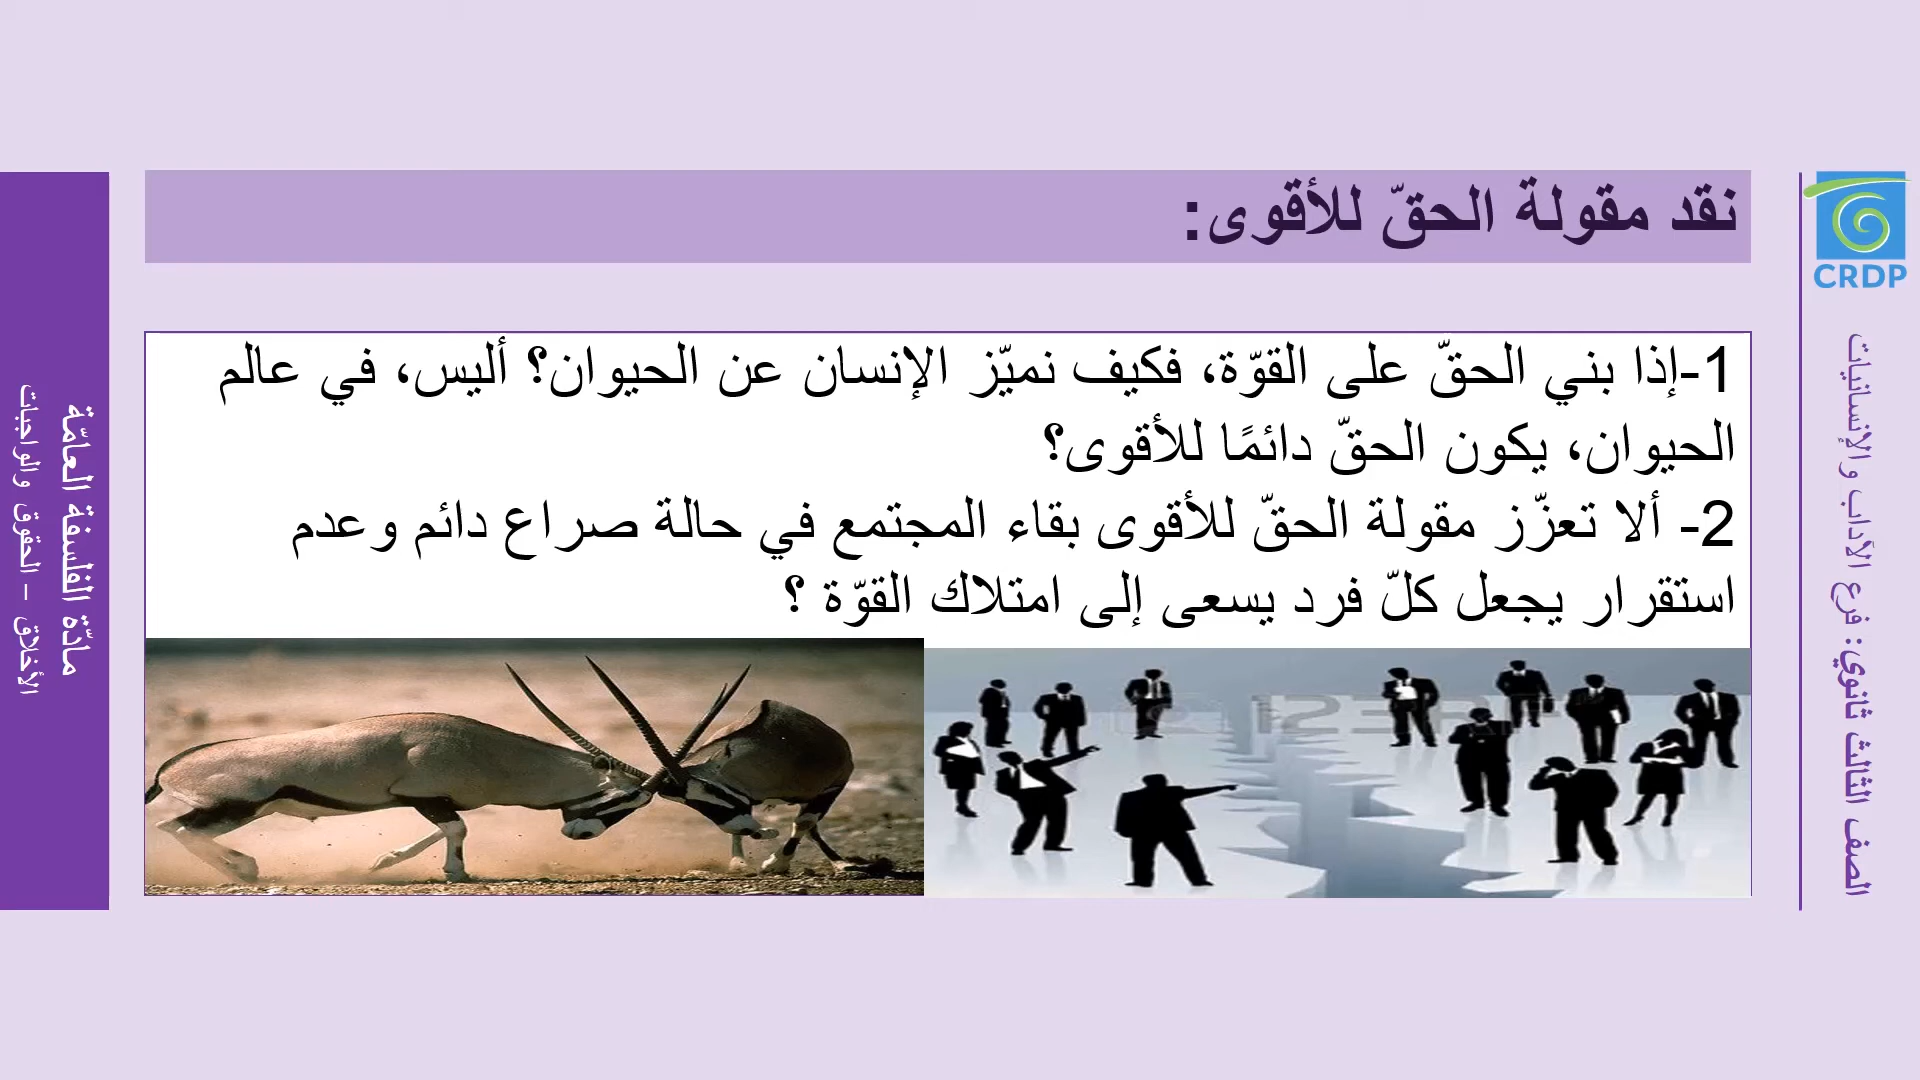 نقد مقولة الحقّ للأقوى:
1-إذا بني الحقّ على القوّة، فكيف نميّز الإنسان عن الحيوان؟ أليس، في عالم
الحيوان، يكون الحقّ دائمًا للأقوى؟
2- ألا تعزّز مقولة الحقّ للأقوى بقاء المجتمع في حالة صراع دائم وعدم
استقرار يجعل كلّ فرد يسعى إلى امتلاك القوّة ؟
CRDP
الصف الثالث ثانوي: فرع الآداب والإنسانيات
مادّة الفلسفة العامّة
الأخلاق – الحقوق والواجبات